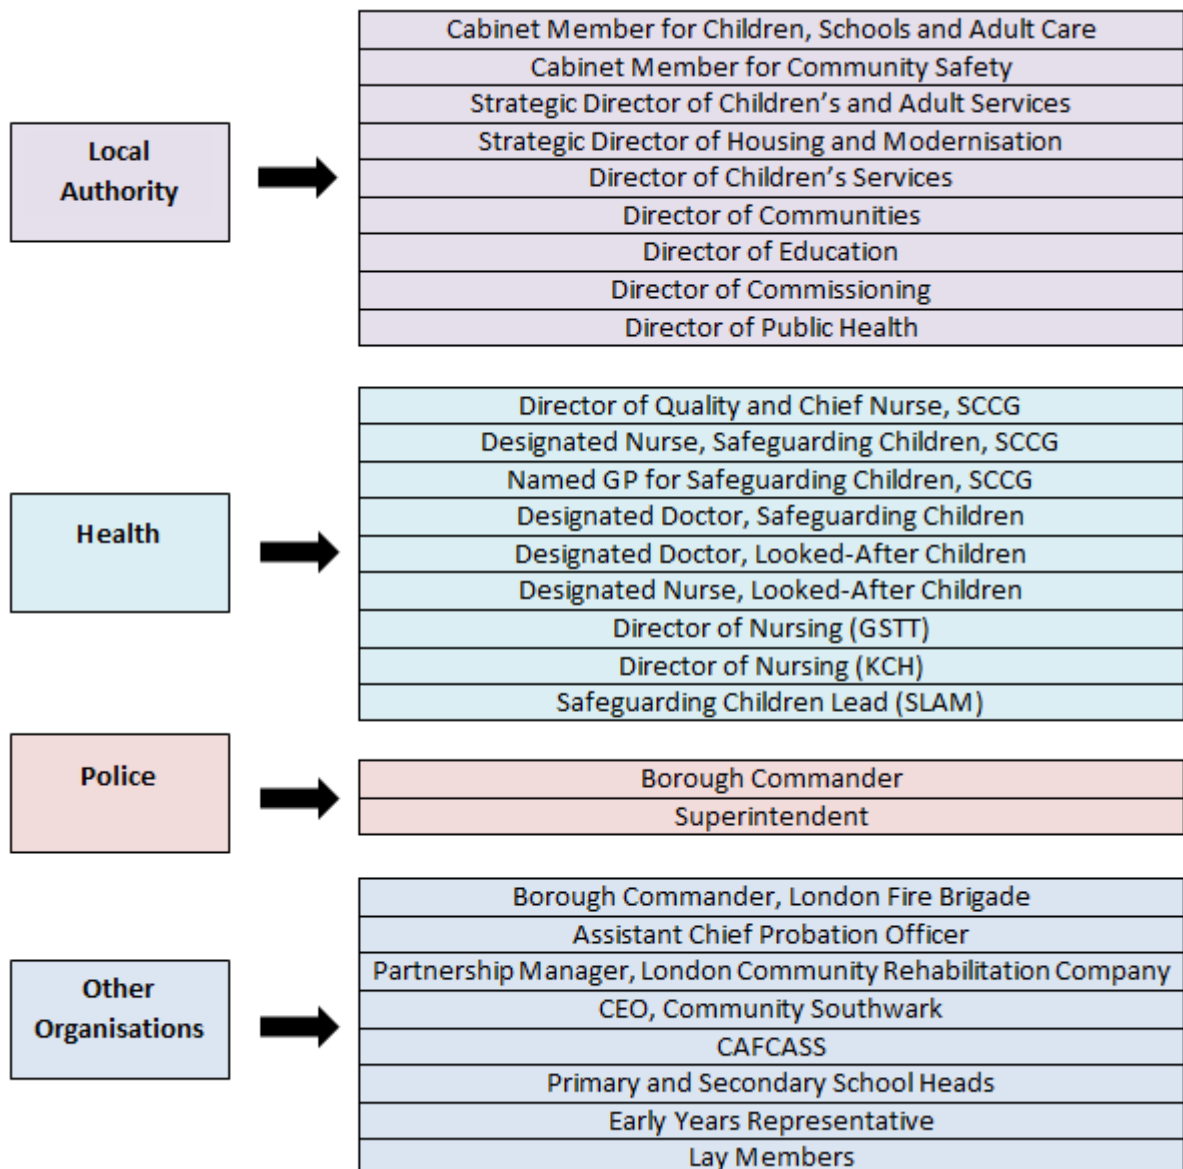 Local
Authority
Cabinet Member for Children, Schools and Adult Care
Cabinet Member for Community Safety
Strategic Director of Children’s and Adult Services
Strategic Director of Housing and Modernisation
Director of Children’s Services
Director of Communities
Director of Education
Director of Commissioning
Director of Public Health
Health
Director of Quality and Chief Nurse, SCCG
Designated Nurse, Safeguarding Children, SCCG
Named GP for Safeguarding Children, SCCG
Designated Doctor, Safeguarding Children
Designated Doctor, Looked-After Children
Designated Nurse, Looked-After Children
Director of Nursing (GSTT)
Director of Nursing (KCH)
Safeguarding Children Lead (SLAM)
Police
Borough Commander
Superintendent
Other
Organisations
Borough Commander, London Fire Brigade
Assistant Chief Probation Officer
Partnership Manager, London Community Rehabilitation Company
CEO, Community Southwark
CAFCASS
Primary and Secondary School Heads
Early Years Representative
Lay Members